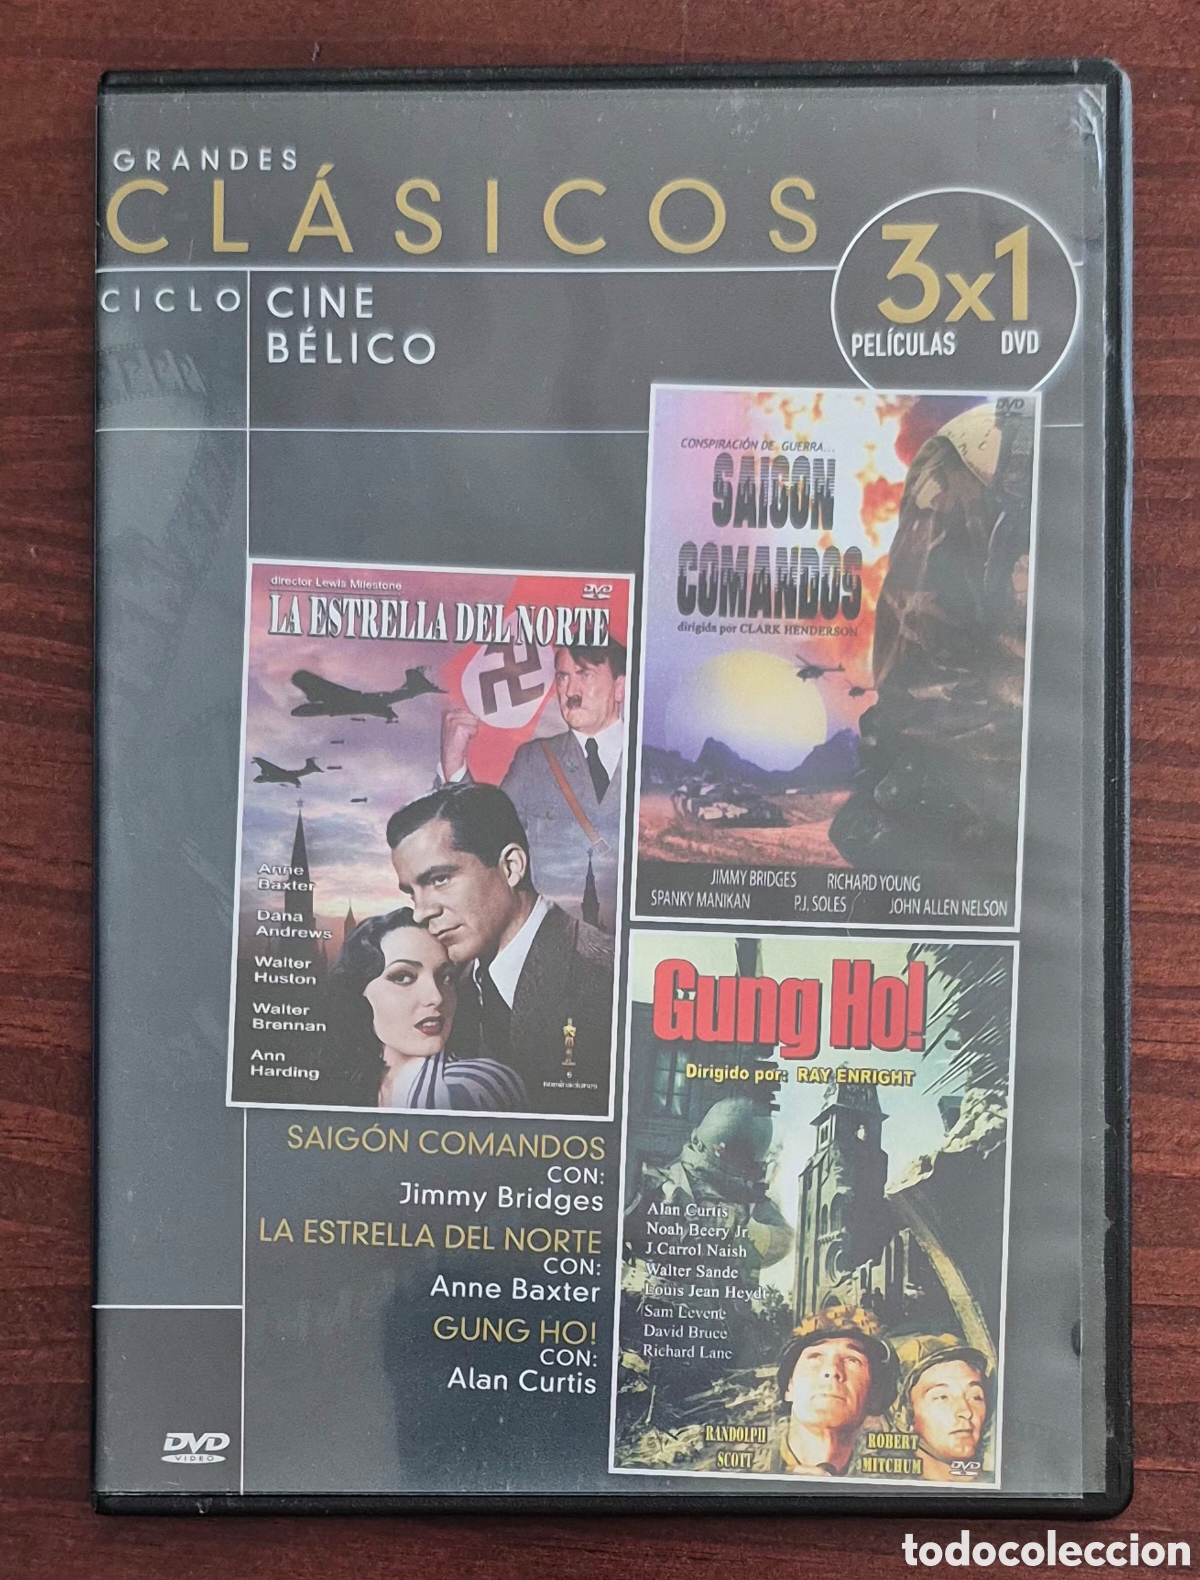 GRANDES
CLÁSICOS
3x1
PELÍCULAS DVD
CICLO
CINE
BÉLICO
DVD
CONSPIRACIÓN DE GUERRA...
SAIGON
COMANDOS
dirigida por CLARK HENDERSON
JIMMY BRIDGES RICHARD YOUNG
SPANKY MANIKAN P.J. SOLES JOHN ALLEN NELSON
director Lewis Milestone
DVD
LA ESTRELLA DEL NORTE
Anne
Baxter
Dana
Andrews
Walter
Huston
Walter
Brennan
Ann
Harding
6
nominaciones
Gung Ho!
Dirigido por: RAY ENRIGHT
Alan Curtis
Noah Beery Jr.
J.Carrol Naish
Walter Sande
Louis Jean Heydt
Sam Levene
David Bruce
Richard Lane
RANDOLPH
SCOTT
ROBERT
MITCHUM
DVD
SAIGÓN COMANDOS
CON:
Jimmy Bridges
LA ESTRELLA DEL NORTE
CON:
Anne Baxter
GUNG HO!
CON:
Alan Curtis
DVD
VIDEO
todocoleccion